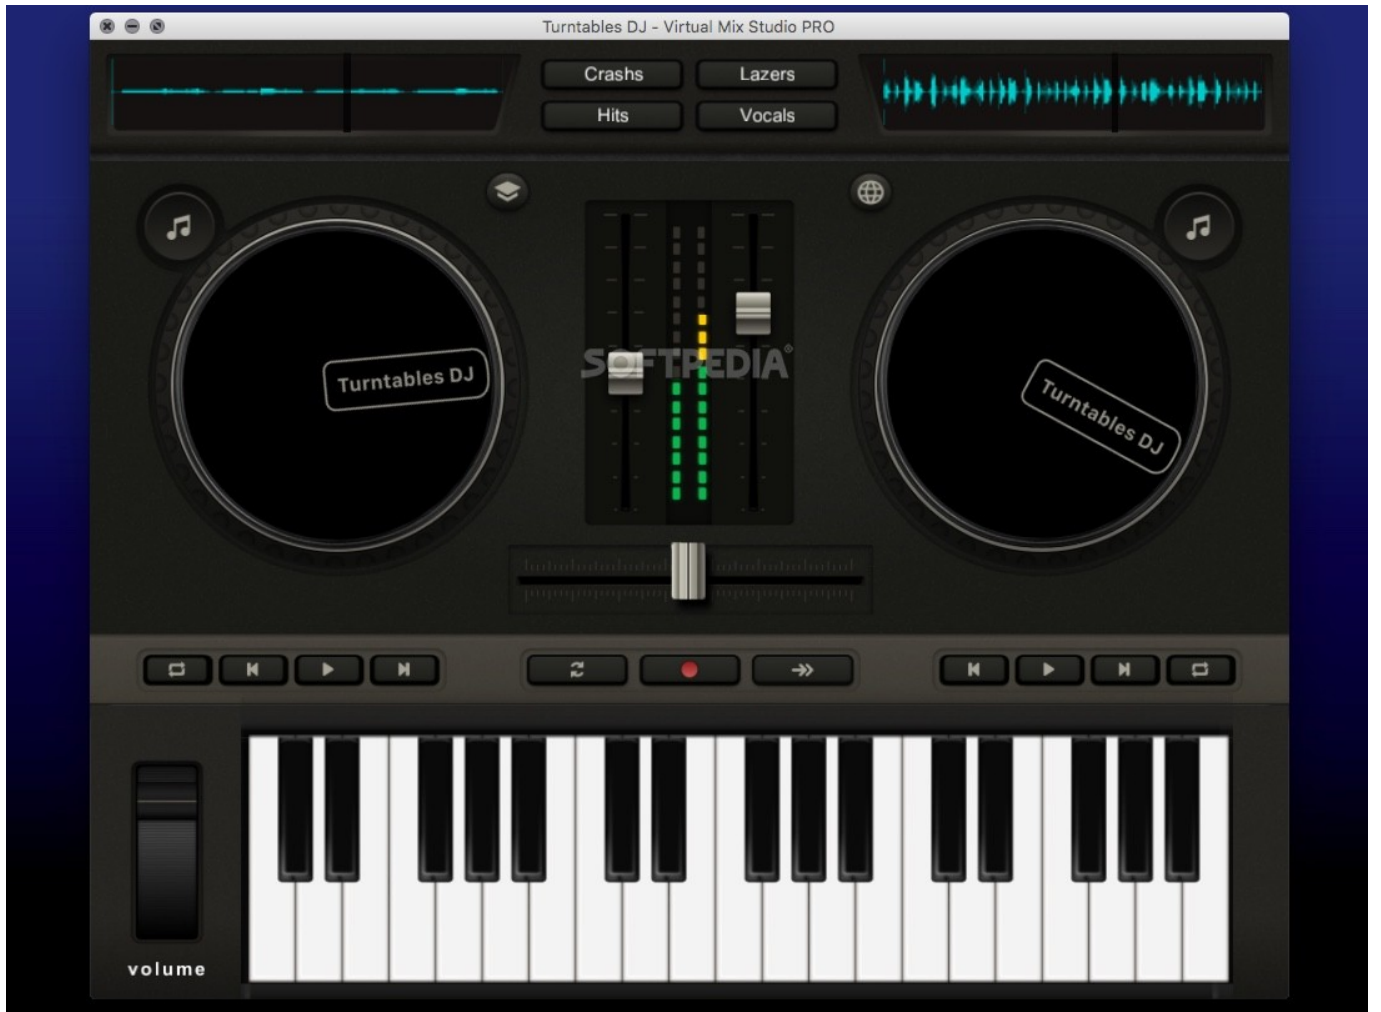 Turntables DJ - Virtual Mix Studio PRO
Crashs
Lazers
Hits
Vocals
SOFTPEDIA®
Turntables DJ
Turntables DJ
volume